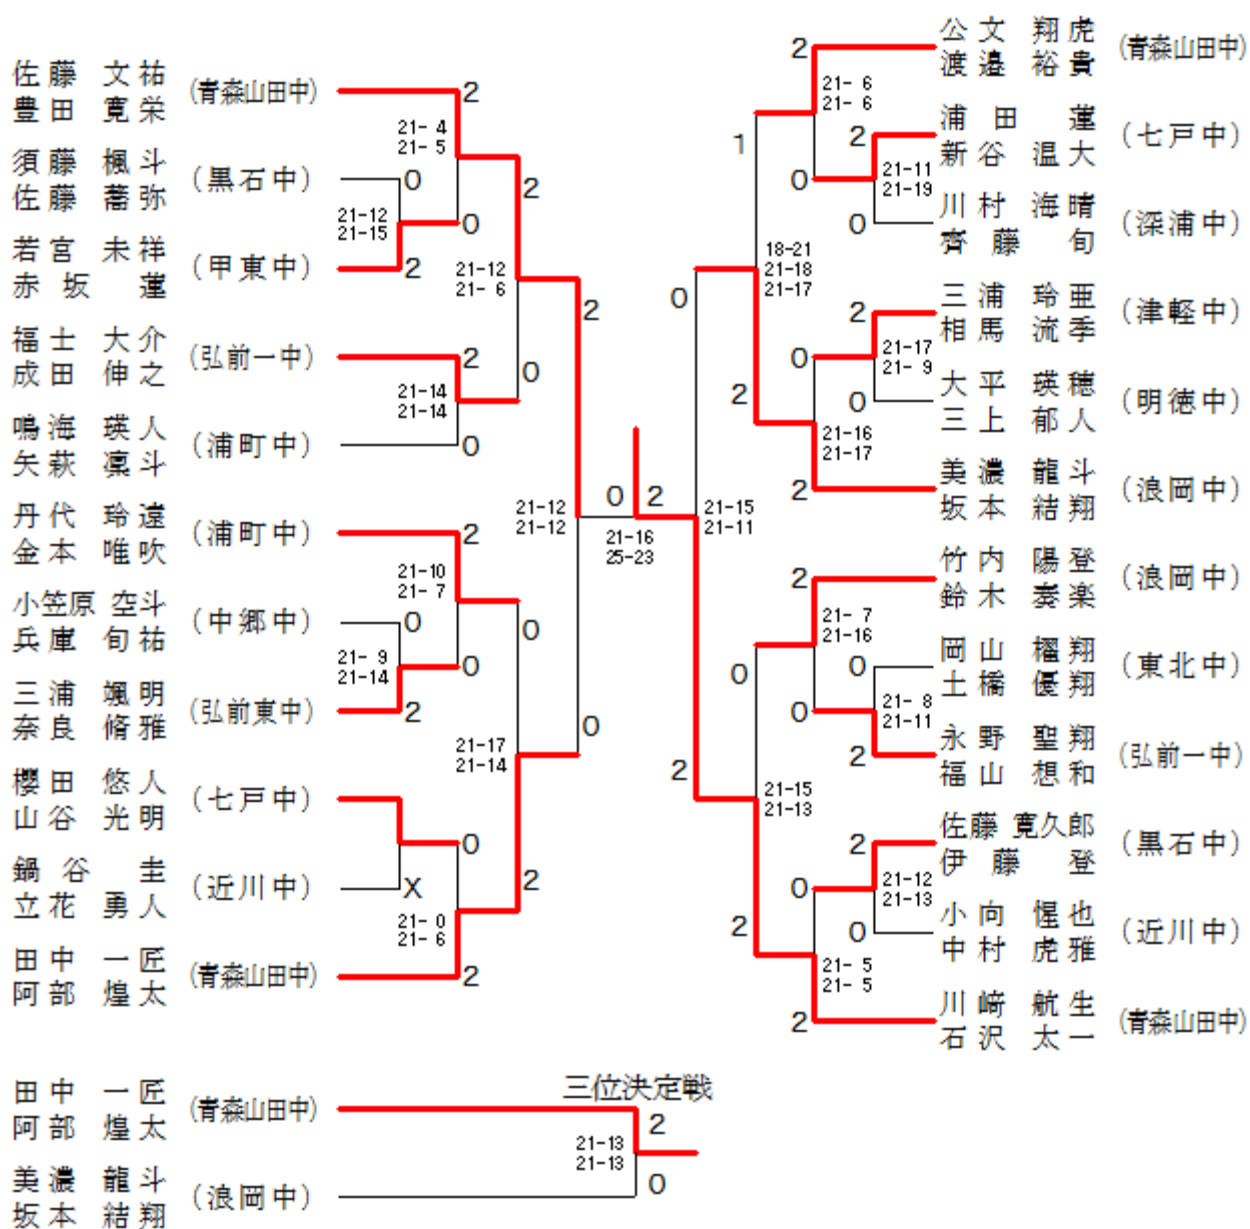 佐藤 文祐
豊田 寛栄
(青森山田中)
2
21- 4
21- 5
須藤 楓斗
佐藤 蕎弥
(黒石中)
0
21-12
21-15
0
若宮 未祥
赤坂 蓮
(甲東中)
2
2
21-12
21- 6
福士 大介
成田 伸之
(弘前一中)
2
21-14
21-14
0
鳴海 瑛人
矢萩 凛斗
(浦町中)
0
2
丹代 玲遠
金本 唯吹
(浦町中)
2
21-10
21- 7
小笠原 空斗
兵庫 旬祐
(中郷中)
0
21- 9
21-14
0
三浦 颯明
奈良 脩雅
(弘前東中)
2
0
21-17
21-14
櫻田 悠人
山谷 光明
(七戸中)
0
鍋谷 圭
立花 勇人
(近川中)
X
21- 0
21- 6
2
田中 一匠
阿部 煌太
(青森山田中)
2
0
21-12
21-12
0
2
21-16
25-23
21-15
21-11
公文 翔虎
渡邉 裕貴
(青森山田中)
2
21- 6
21- 6
浦田 蓮
新谷 温大
(七戸中)
2
21-11
21-19
0
川村 海晴
齊藤 旬
(深浦中)
0
1
18-21
21-18
21-17
0
三浦 玲亜
相馬 流季
(津軽中)
2
21-17
21- 9
0
大平 瑛穂
三上 郁人
(明徳中)
0
2
21-16
21-17
美濃 龍斗
坂本 結翔
(浪岡中)
2
竹内 陽登
鈴木 奏楽
(浪岡中)
2
21- 7
21-16
岡山 櫂翔
土橋 優翔
(東北中)
0
21- 8
21-11
0
永野 聖翔
福山 想和
(弘前一中)
2
0
2
21-15
21-13
佐藤 寛久郎
伊藤 登
(黒石中)
2
21-12
21-13
0
小向 惺也
中村 虎雅
(近川中)
0
2
21- 5
21- 5
川﨑 航生
石沢 太一
(青森山田中)
2
三位決定戦
田中 一匠
阿部 煌太
(青森山田中)
2
21-13
21-13
美濃 龍斗
坂本 結翔
(浪岡中)
0